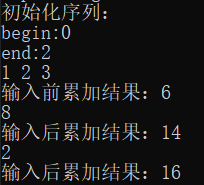 初始化序列：
begin:0
end:2
1 2 3
输入前累加结果：6
8
输入后累加结果：14
2
输入后累加结果：16